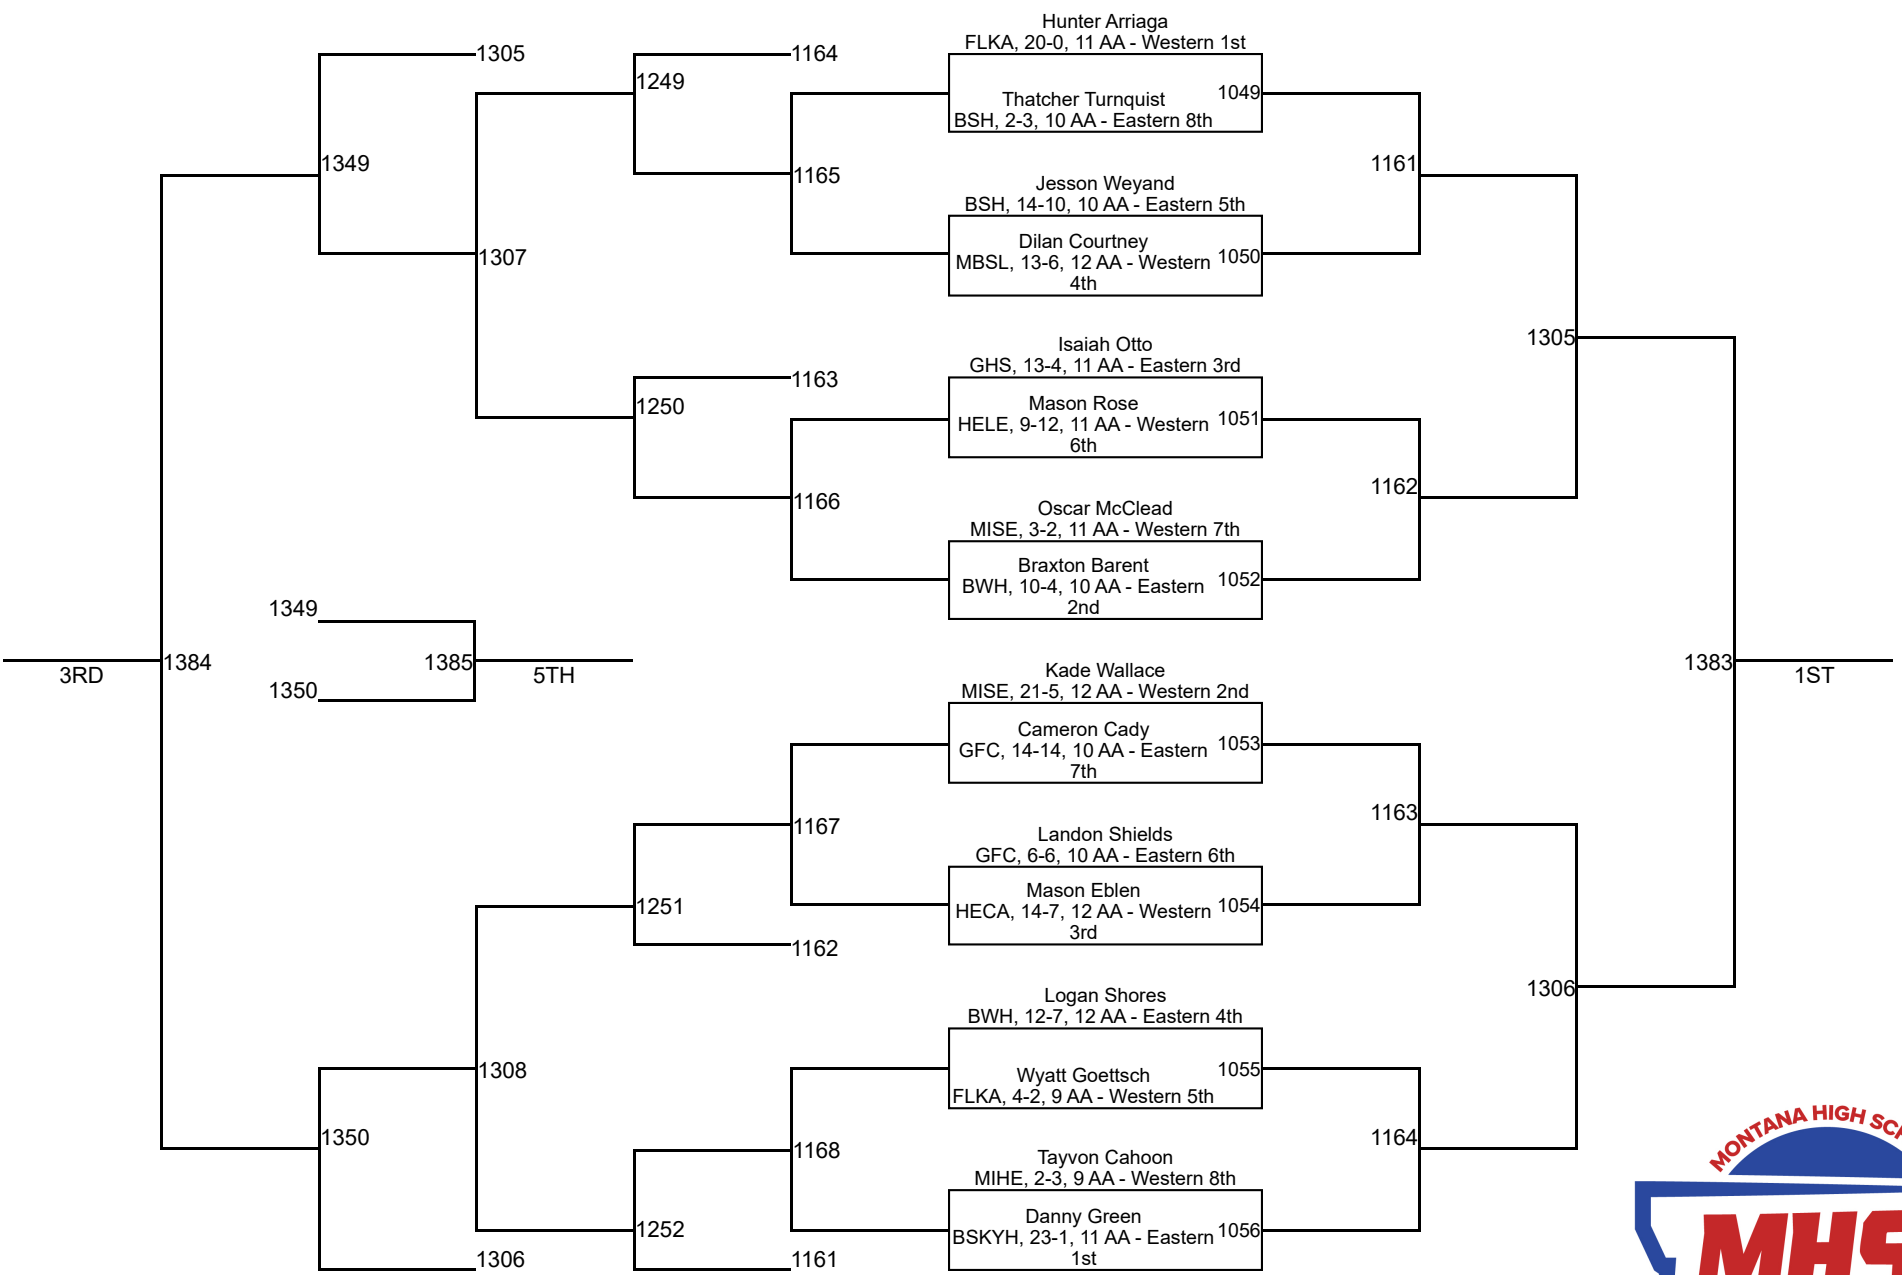 Hunter Arriaga
FLKA, 20-0, 11 AA - Western 1st
1305
1164
1249
1049
Thatcher Turnquist
BSH, 2-3, 10 AA - Eastern 8th
1349
1161
1165
Jesson Weyand
BSH, 14-10, 10 AA - Eastern 5th
Dilan Courtney
MBSL, 13-6, 12 AA - Western
4th
1050
1307
1305
Isaiah Otto
GHS, 13-4, 11 AA - Eastern 3rd
1163
1250
Mason Rose
HELE, 9-12, 11 AA - Western
6th
1051
1162
1166
Oscar McClead
MISE, 3-2, 11 AA - Western 7th
Braxton Barent
BWH, 10-4, 10 AA - Eastern
2nd
1052
1349
3RD
1384
1385
5TH
1350
1383
1ST
Kade Wallace
MISE, 21-5, 12 AA - Western 2nd
Cameron Cady
GFC, 14-14, 10 AA - Eastern
7th
1053
1163
1167
Landon Shields
GFC, 6-6, 10 AA - Eastern 6th
Mason Eblen
HECA, 14-7, 12 AA - Western
3rd
1054
1251
1162
1306
Logan Shores
BWH, 12-7, 12 AA - Eastern 4th
1308
1055
Wyatt Goettsch
FLKA, 4-2, 9 AA - Western 5th
1350
1164
1168
Tayvon Cahoon
MIHE, 2-3, 9 AA - Western 8th
Danny Green
BSKYH, 23-1, 11 AA - Eastern
1st
1056
1252
1306
1161
MONTANA HIGH